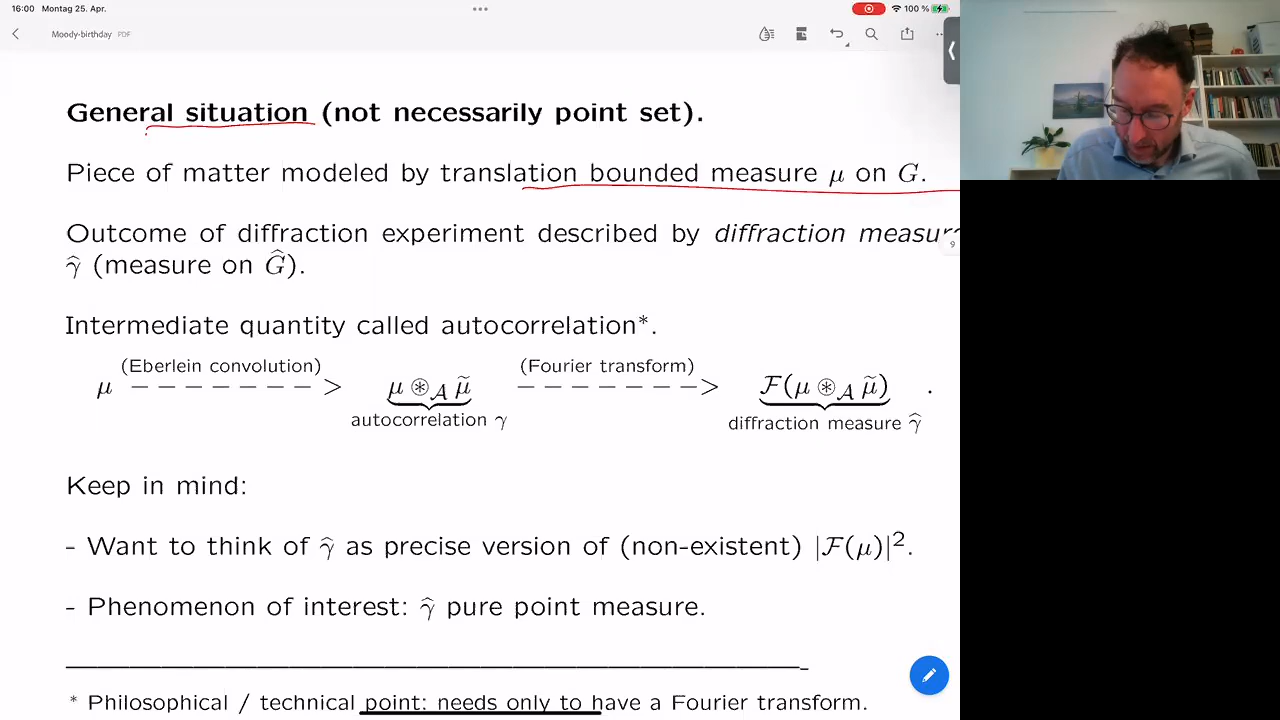 16:00 Montag 25. Apr.
100 %
Moody-birthday PDF
General situation (not necessarily point set).
Piece of matter modeled by translation bounded measure μ on G.
Outcome of diffraction experiment described by diffraction measur
9
γ̂ (measure on Ĝ).
Intermediate quantity called autocorrelation*.
(Eberlein convolution) (Fourier transform)
μ − − − − − − − > μ ⊛_A μ̃ − − − − − − − > F(μ ⊛_A μ̃) .
autocorrelation γ diffraction measure γ̂
Keep in mind:
- Want to think of γ̂ as precise version of (non-existent) |F(μ)|².
- Phenomenon of interest: γ̂ pure point measure.
* Philosophical / technical point: needs only to have a Fourier transform.